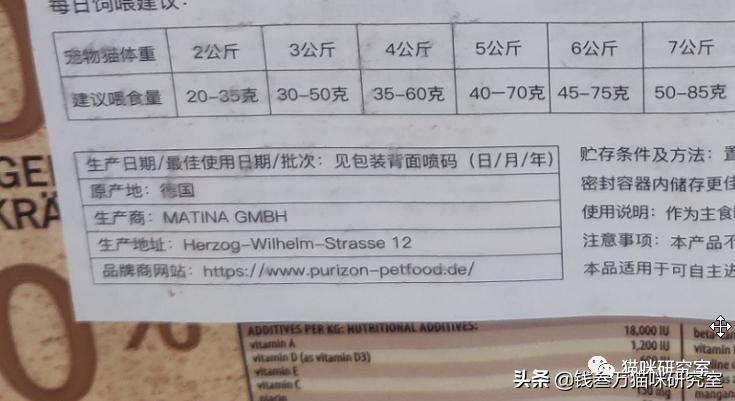 每日饲喂建议：
宠物猫体重 2公斤 3公斤 4公斤 5公斤 6公斤 7公斤
建议喂食量 20-35克 30-50克 35-60克 40-70克 45-75克 50-85克
生产日期/最佳使用日期/批次：见包装背面喷码（日/月/年）
原产地：德国
生产商：MATINA GMBH
生产地址：Herzog-Wilhelm-Strasse 12
品牌商网站：https://www.purizon-petfood.de/
贮存条件及方法：置
密封容器内储存更佳
使用说明：作为主食
注意事项：本产品不
本品适用于可自主进
GE
KRÄ
0%
ADDITIVES PER KG: NUTRITIONAL ADDITIVES:
vitamin A 18,000 IU
vitamin D (as vitamin D3) 1,200 IU
vitamin E
vitamin C
niacin
猫咪研究室
头条 @钱叁万猫咪研究室